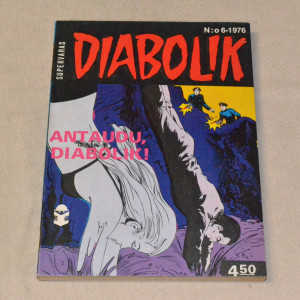 SUPERVARAS
DIABOLIK
N:o 6-1976
ANTAUDU,
DIABOLIK!
4.50